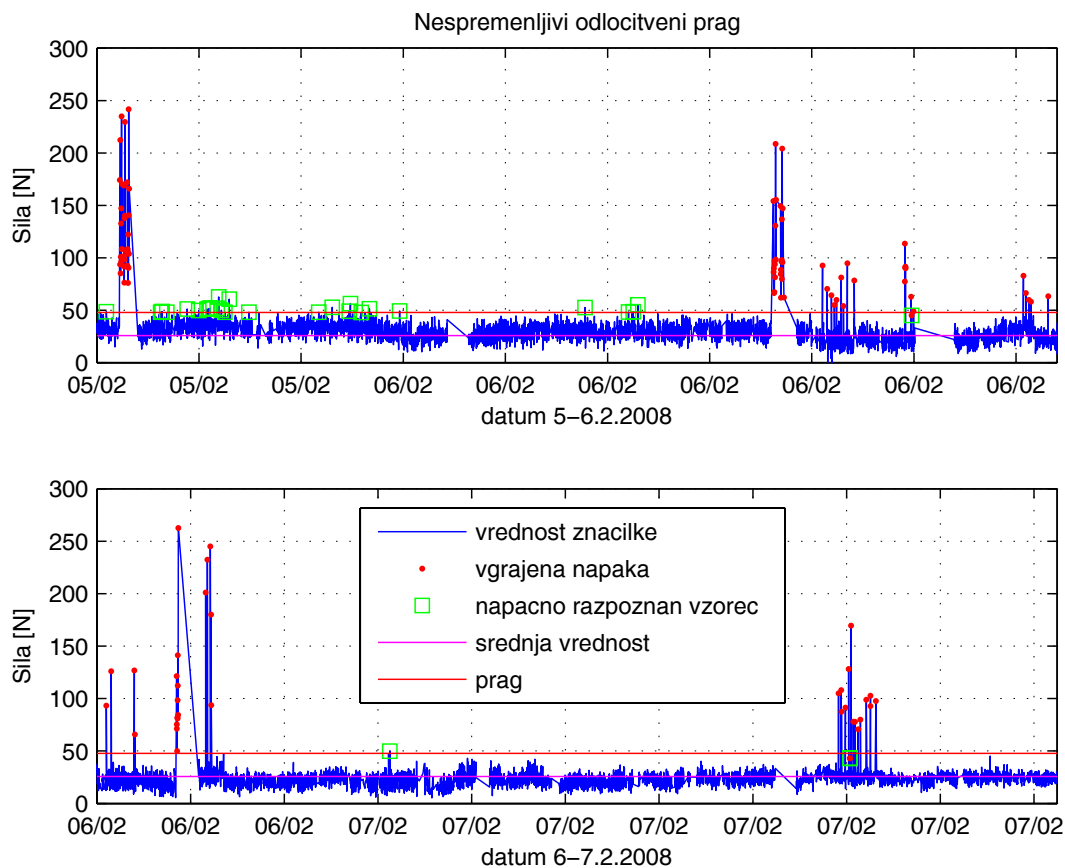 Nespremenljivi odlocitveni prag
Sila [N]
300
250
200
150
100
50
0
05/02 05/02 05/02 06/02 06/02 06/02 06/02 06/02 06/02 06/02
datum 5−6.2.2008
Sila [N]
300
250
200
150
100
50
0
vrednost znacilke
vgrajena napaka
napacno razpoznan vzorec
srednja vrednost
prag
06/02 06/02 06/02 07/02 07/02 07/02 07/02 07/02 07/02 07/02 07/02
datum 6−7.2.2008